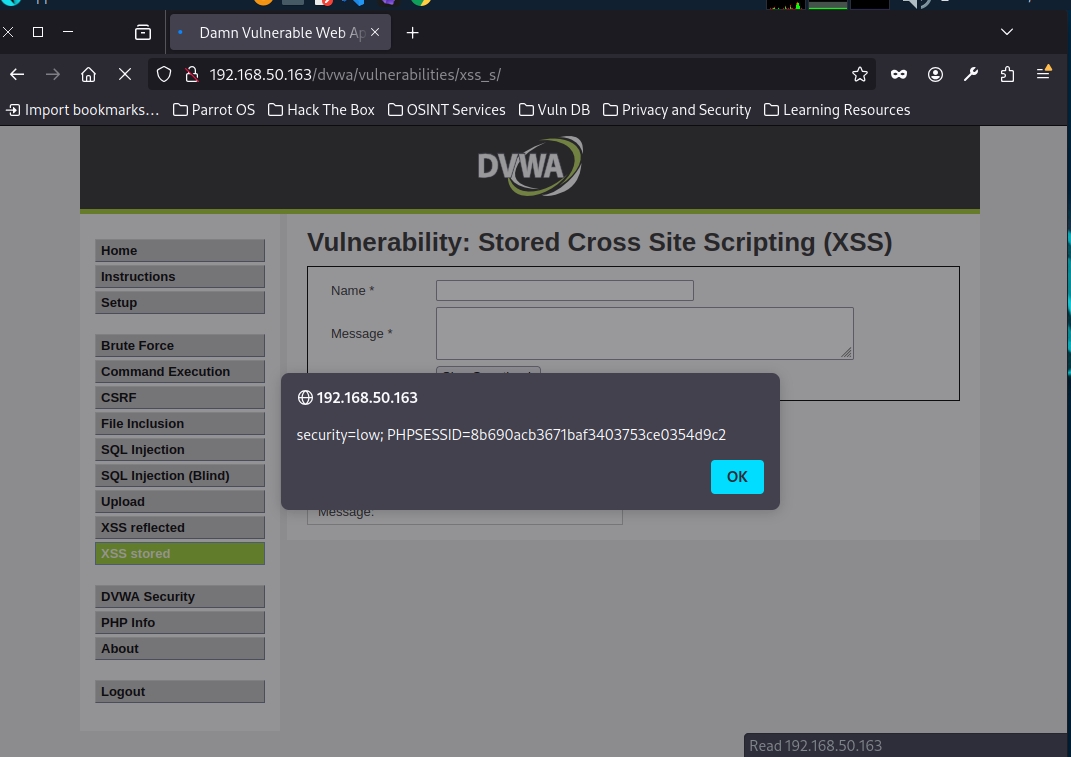 Damn Vulnerable Web Ap
192.168.50.163/dvwa/vulnerabilities/xss_s/
Import bookmarks… Parrot OS Hack The Box OSINT Services Vuln DB Privacy and Security Learning Resources
DVWA
Home
Instructions
Setup
Brute Force
Command Execution
CSRF
File Inclusion
SQL Injection
SQL Injection (Blind)
Upload
XSS reflected
XSS stored
DVWA Security
PHP Info
About
Logout
Vulnerability: Stored Cross Site Scripting (XSS)
Name *
Message *
192.168.50.163
security=low; PHPSESSID=8b690acb3671baf3403753ce0354d9c2
OK
Message:
Read 192.168.50.163